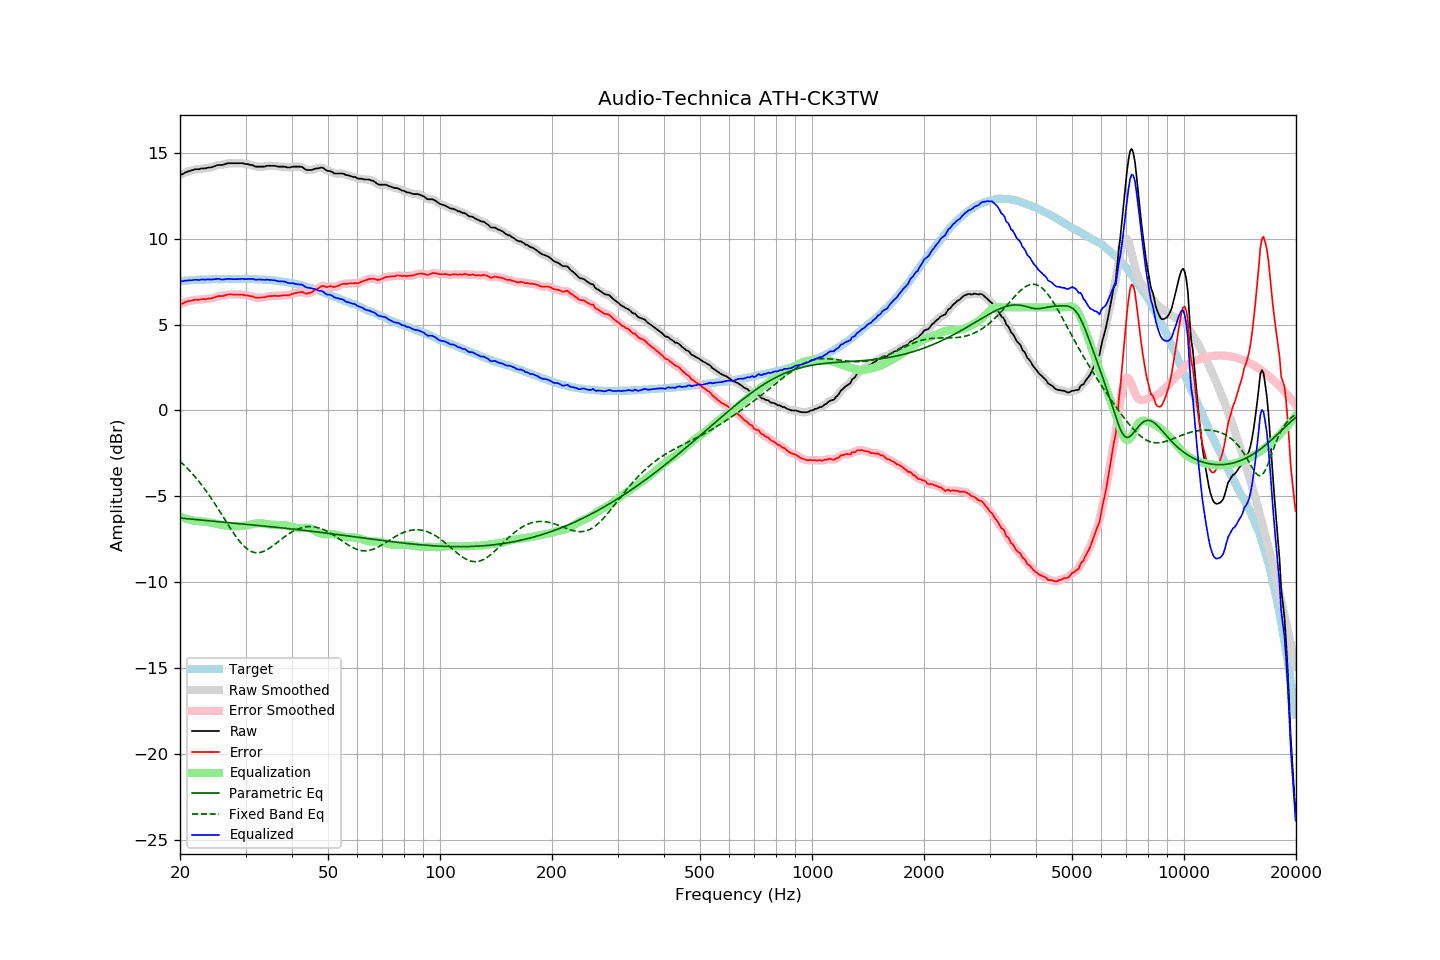 Audio-Technica ATH-CK3TW
Amplitude (dBr)
15
10
5
0
−5
−10
−15
−20
−25
Target
Raw Smoothed
Error Smoothed
Raw
Error
Equalization
Parametric Eq
Fixed Band Eq
Equalized
20 50 100 200 500 1000 2000 5000 10000 20000
Frequency (Hz)